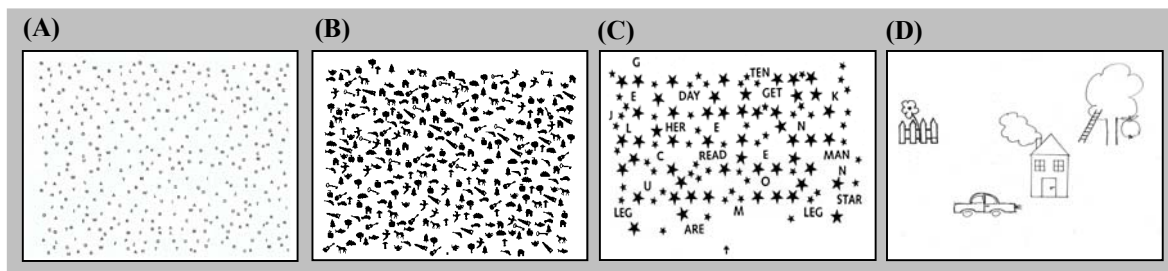 (A) (B) (C) (D)
G
TEN
GET
E DAY K
J
L HER E N
C READ E MAN
N
U O
STAR
LEG M LEG
ARE